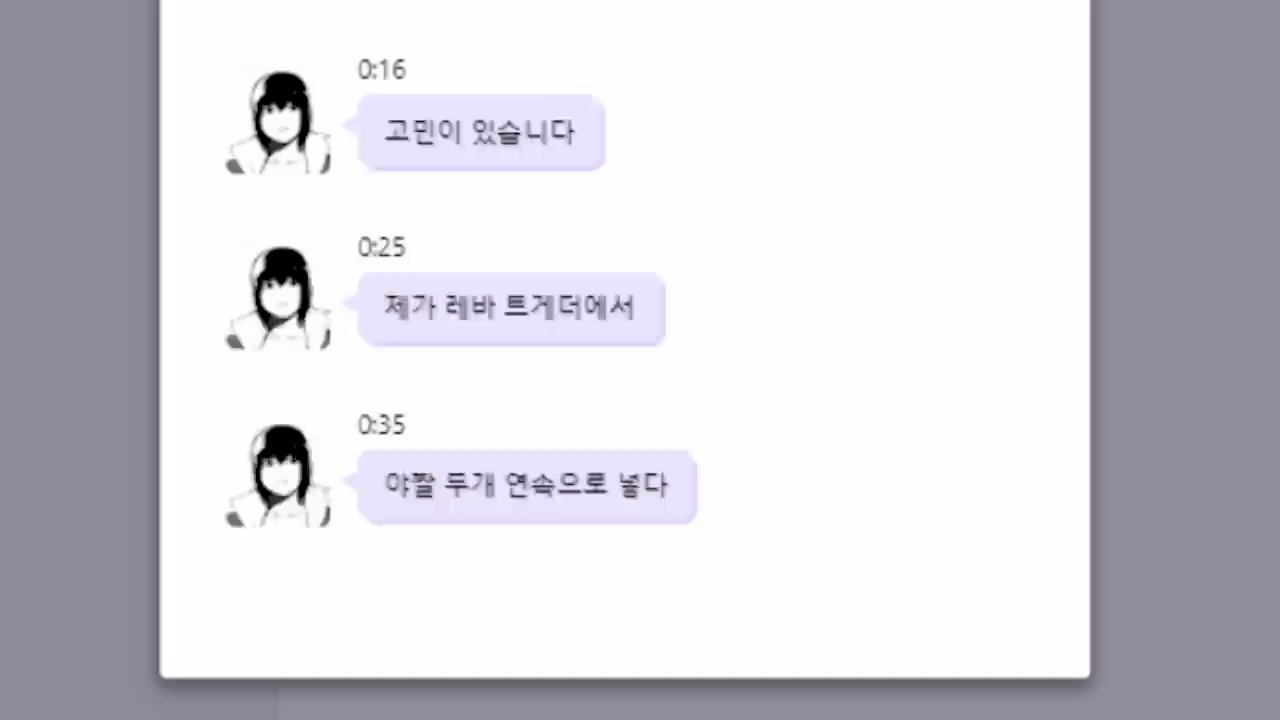 0:16
고민이 있습니다
0:25
제가 레바 트게더에서
0:35
야짤 두개 연속으로 넣다